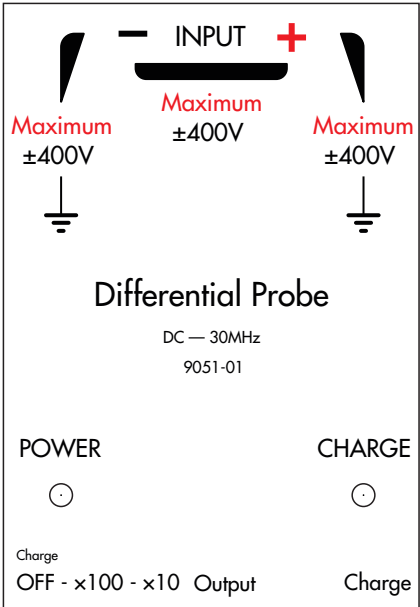 − INPUT +
Maximum
±400V
Maximum
±400V
Maximum
±400V
Differential Probe
DC — 30MHz
9051-01
POWER CHARGE
Charge
OFF - ×100 - ×10 Output Charge